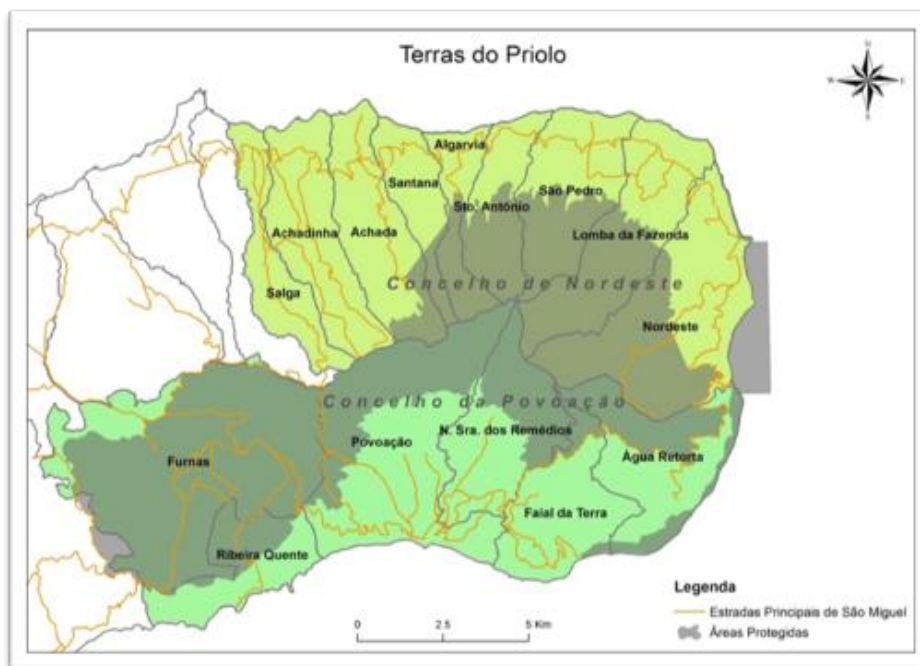 Terras do Priolo
N
W E
S
Algarvia
Santana
São Pedro
Sto. António
Achadinha
Achada
Lomba da Fazenda
Concelho de Nordeste
Salga
Nordeste
Concelho da Povoação
Povoação
N. Sra. dos Remédios
Furnas
Água Retorta
Faial da Terra
Ribeira Quente
Legenda
Estradas Principais de São Miguel
Áreas Protegidas
0 2,5 5 Km